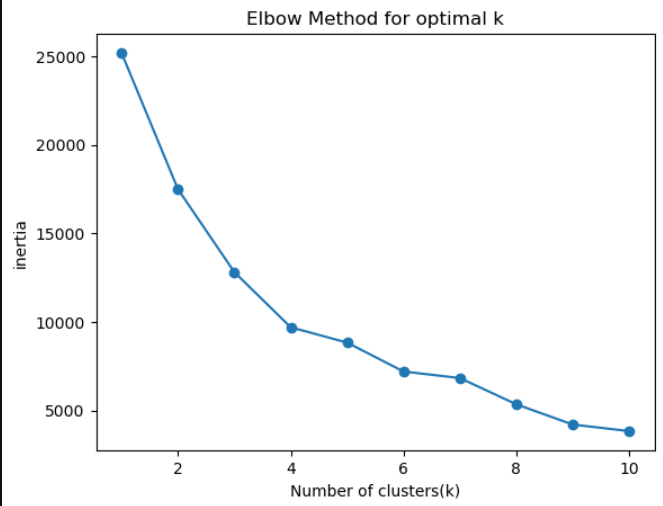 Elbow Method for optimal k
25000
20000
15000
10000
5000
inertia
2 4 6 8 10
Number of clusters(k)